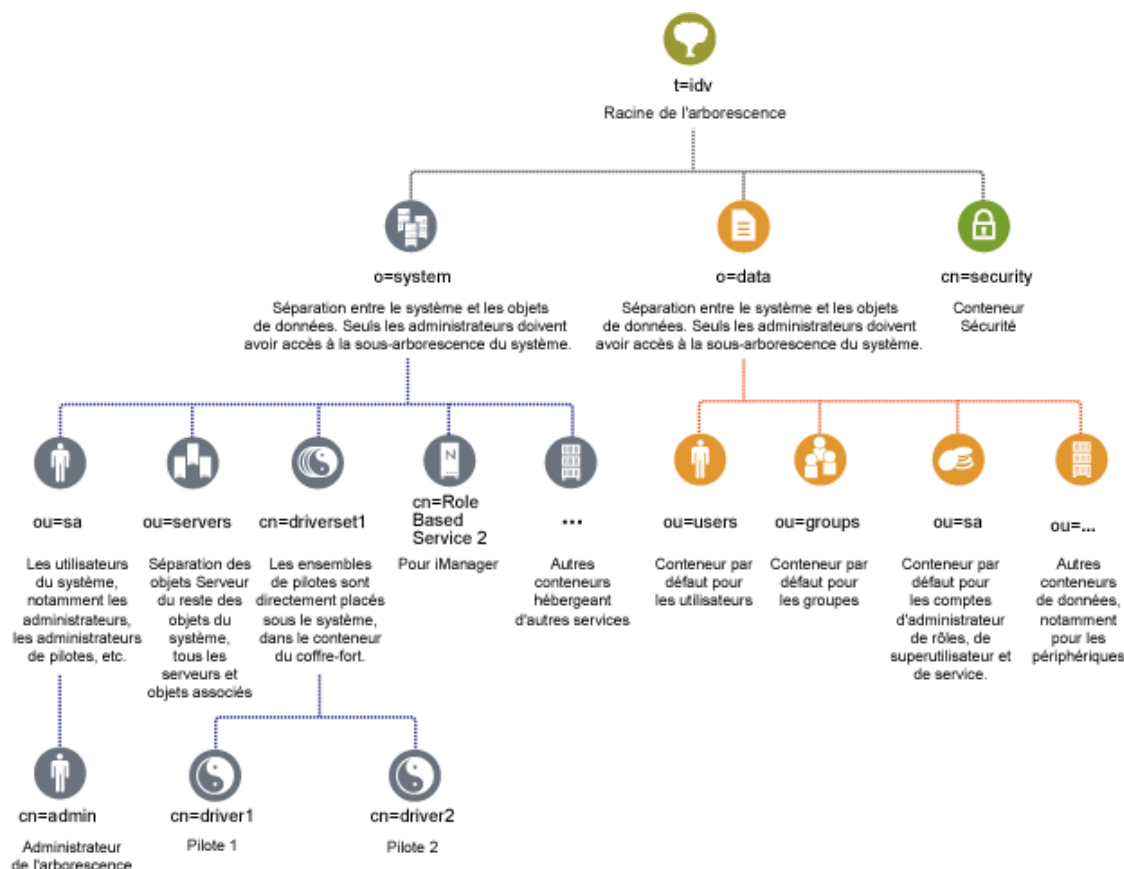 t=idv
Racine de l'arborescence
o=system
Séparation entre le système et les objets
de données. Seuls les administrateurs doivent
avoir accès à la sous-arborescence du système.
o=data
Séparation entre le système et les objets
de données. Seuls les administrateurs doivent
avoir accès à la sous-arborescence du système.
cn=security
Conteneur
Sécurité
ou=sa
Les utilisateurs
du système,
notamment les
administrateurs,
les administrateurs
de pilotes, etc.
ou=servers
Séparation des
objets Serveur
du reste des
objets du
système,
tous les
serveurs et
objets associés
cn=driverset1
Les ensembles
de pilotes sont
directement placés
sous le système,
dans le conteneur
du coffre-fort.
N
cn=Role
Based
Service 2
Pour iManager
...
Autres
conteneurs
hébergeant
d'autres services
ou=users
Conteneur par
défaut pour
les utilisateurs
ou=groups
Conteneur par
défaut pour
les groupes
ou=sa
Conteneur par
défaut pour
les comptes
d'administrateur
de rôles, de
superutilisateur et
de service.
ou=...
Autres
conteneurs
de données,
notamment
pour les
périphériques
cn=admin
Administrateur
de l'arborescence
cn=driver1
Pilote 1
cn=driver2
Pilote 2